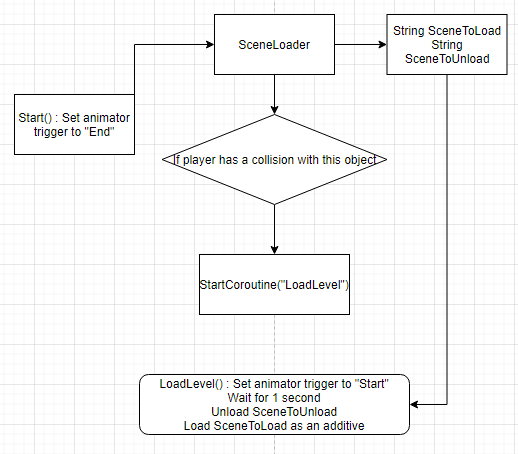 SceneLoader
String SceneToLoad
String
SceneToUnload
Start() : Set animator
trigger to "End"
If player has a collision with this object
StartCoroutine("LoadLevel")
LoadLevel() : Set animator trigger to "Start"
Wait for 1 second
Unload SceneToUnload
Load SceneToLoad as an additive